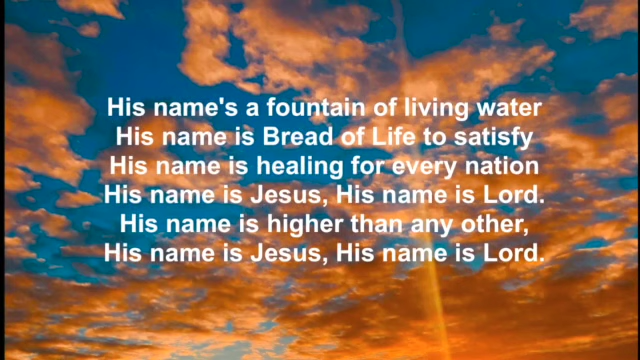 His name's a fountain of living water
His name is Bread of Life to satisfy
His name is healing for every nation
His name is Jesus, His name is Lord.
His name is higher than any other,
His name is Jesus, His name is Lord.